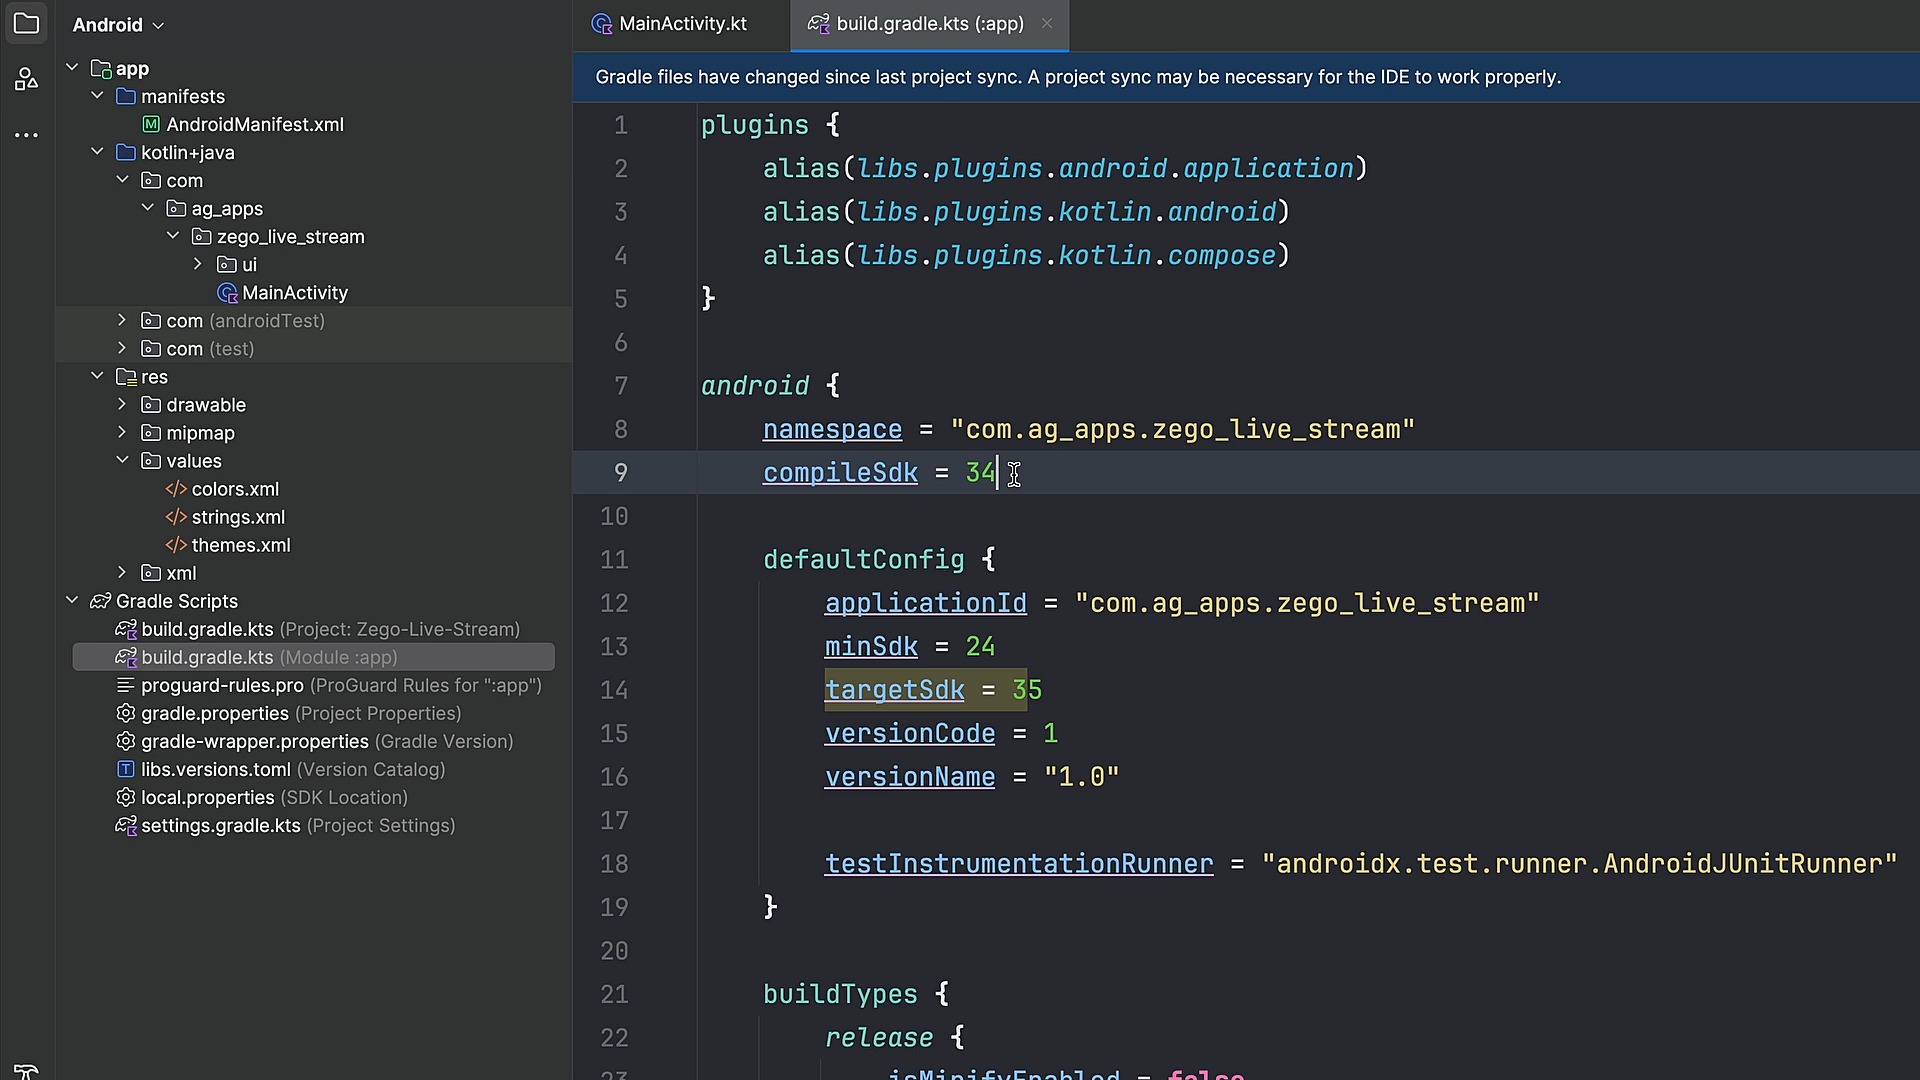 Android
app
manifests
AndroidManifest.xml
kotlin+java
com
ag_apps
zego_live_stream
ui
MainActivity
com (androidTest)
com (test)
res
drawable
mipmap
values
colors.xml
strings.xml
themes.xml
xml
Gradle Scripts
build.gradle.kts (Project: Zego-Live-Stream)
build.gradle.kts (Module :app)
proguard-rules.pro (ProGuard Rules for ":app")
gradle.properties (Project Properties)
gradle-wrapper.properties (Gradle Version)
libs.versions.toml (Version Catalog)
local.properties (SDK Location)
settings.gradle.kts (Project Settings)
MainActivity.kt build.gradle.kts (:app)
Gradle files have changed since last project sync. A project sync may be necessary for the IDE to work properly.
1 plugins {
2 alias(libs.plugins.android.application)
3 alias(libs.plugins.kotlin.android)
4 alias(libs.plugins.kotlin.compose)
5 }
6
7 android {
8 namespace = "com.ag_apps.zego_live_stream"
9 compileSdk = 34
10
11 defaultConfig {
12 applicationId = "com.ag_apps.zego_live_stream"
13 minSdk = 24
14 targetSdk = 35
15 versionCode = 1
16 versionName = "1.0"
17
18 testInstrumentationRunner = "androidx.test.runner.AndroidJUnitRunner"
19 }
20
21 buildTypes {
22 release {
23 isMinifyEnabled = false